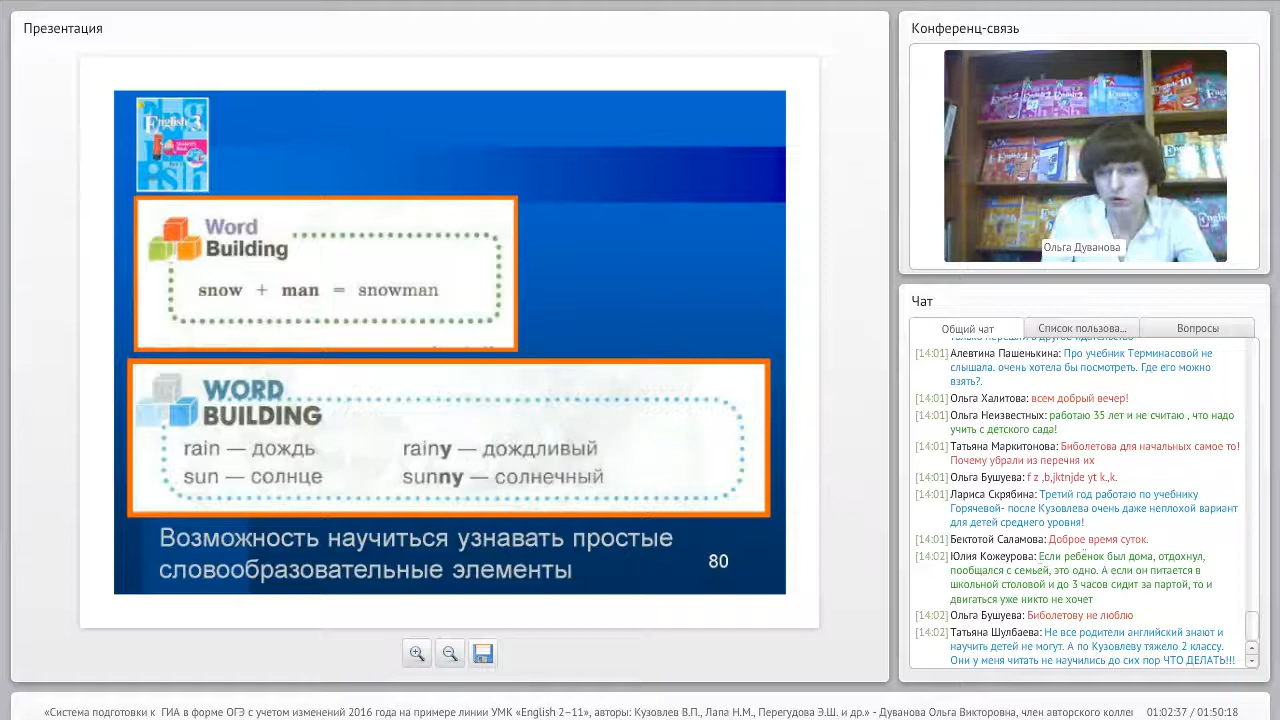 Презентация
English 3
Word
Building
snow + man = snowman
WORD
BUILDING
rain — дождь rainy — дождливый
sun — солнце sunny — солнечный
Возможность научиться узнавать простые
словообразовательные элементы
80
Конференц-связь
Ольга Дуванова
Чат
Общий чат Список пользова... Вопросы
[14:01] Алевтина Пашенькина: Про учебник Терминасовой не
слышала. очень хотела бы посмотреть. Где его можно
взять?.
[14:01] Ольга Халитова: всем добрый вечер!
[14:01] Ольга Неизвестных: работаю 35 лет и не считаю , что надо
учить с детского сада!
[14:01] Татьяна Маркитонова: Биболетова для начальных самое то!
Почему убрали из перечня их
[14:01] Ольга Бушуева: f z ,b,jktnjde yt k,.k.
[14:01] Лариса Скрябина: Третий год работаю по учебнику
Горячевой- после Кузовлева очень даже неплохой вариант
для детей среднего уровня!
[14:01] Бектотой Саламова: Доброе время суток.
[14:02] Юлия Кожеурова: Если ребёнок был дома, отдохнул,
пообщался с семьёй, это одно. А если он питается в
школьной столовой и до 3 часов сидит за партой, то и
двигаться уже никто не хочет
[14:02] Ольга Бушуева: Биболетову не люблю
[14:02] Татьяна Шулбаева: Не все родители английский знают и
научить детей не могут. А по Кузовлеву тяжело 2 классу.
Они у меня читать не научились до сих пор ЧТО ДЕЛАТЬ!!!
«Система подготовки к ГИА в форме ОГЭ с учетом изменений 2016 года на примере линии УМК «English 2–11», авторы: Кузовлев В.П., Лапа Н.М., Перегудова Э.Ш. и др.» - Дуванова Ольга Викторовна, член авторского коллек 01:02:37 / 01:50:18